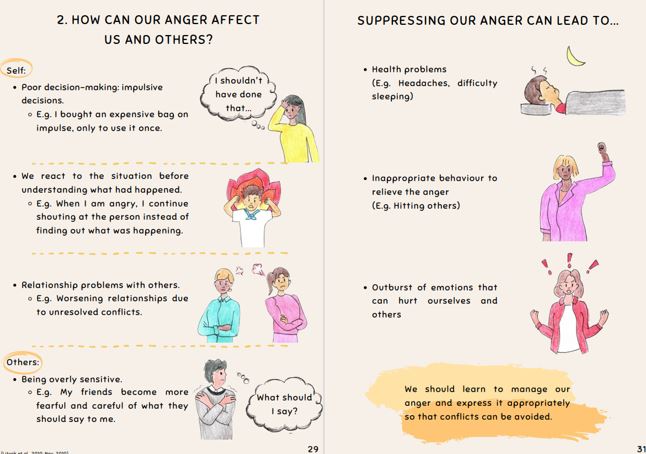 2. HOW CAN OUR ANGER AFFECT
US AND OTHERS?
Self:
• Poor decision-making: impulsive
decisions.
◦ E.g. I bought an expensive bag on
impulse, only to use it once.
I shouldn't
have done
that...
• We react to the situation before
understanding what had happened.
◦ E.g. When I am angry, I continue
shouting at the person instead of
finding out what was happening.
• Relationship problems with others.
◦ E.g. Worsening relationships due
to unresolved conflicts.
Others:
• Being overly sensitive.
◦ E.g. My friends become more
fearful and careful of what they
should say to me.
What should
I say?
29
SUPPRESSING OUR ANGER CAN LEAD TO...
• Health problems
(E.g. Headaches, difficulty
sleeping)
• Inappropriate behaviour to
relieve the anger
(E.g. Hitting others)
• Outburst of emotions that
can hurt ourselves and
others
We should learn to manage our
anger and express it appropriately
so that conflicts can be avoided.
31